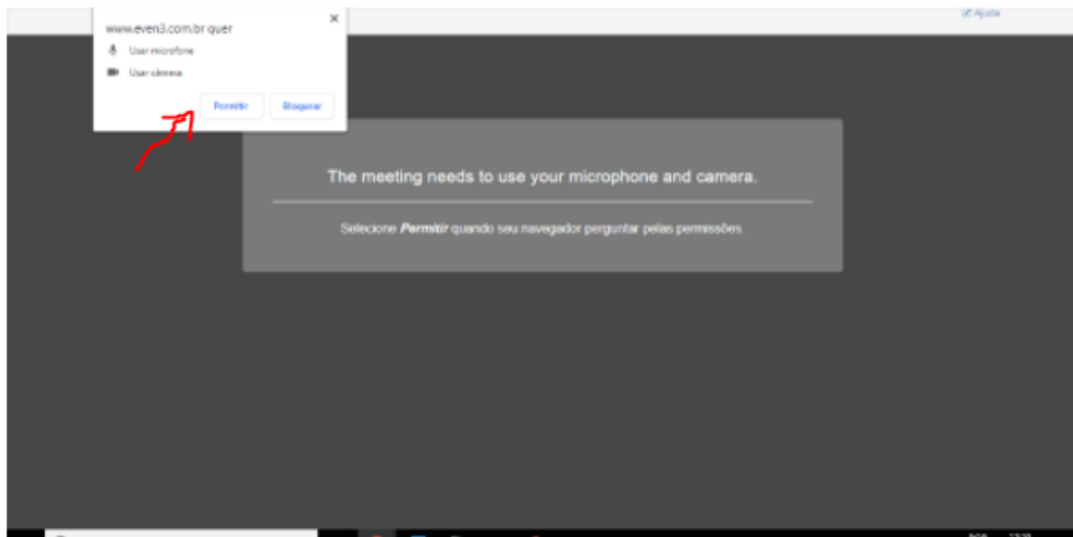 www.even3.com.br quer
Usar microfone
Usar câmera
Permitir
Bloquear
Ajuste
The meeting needs to use your microphone and camera.
Selecione Permitir quando seu navegador perguntar pelas permissões.